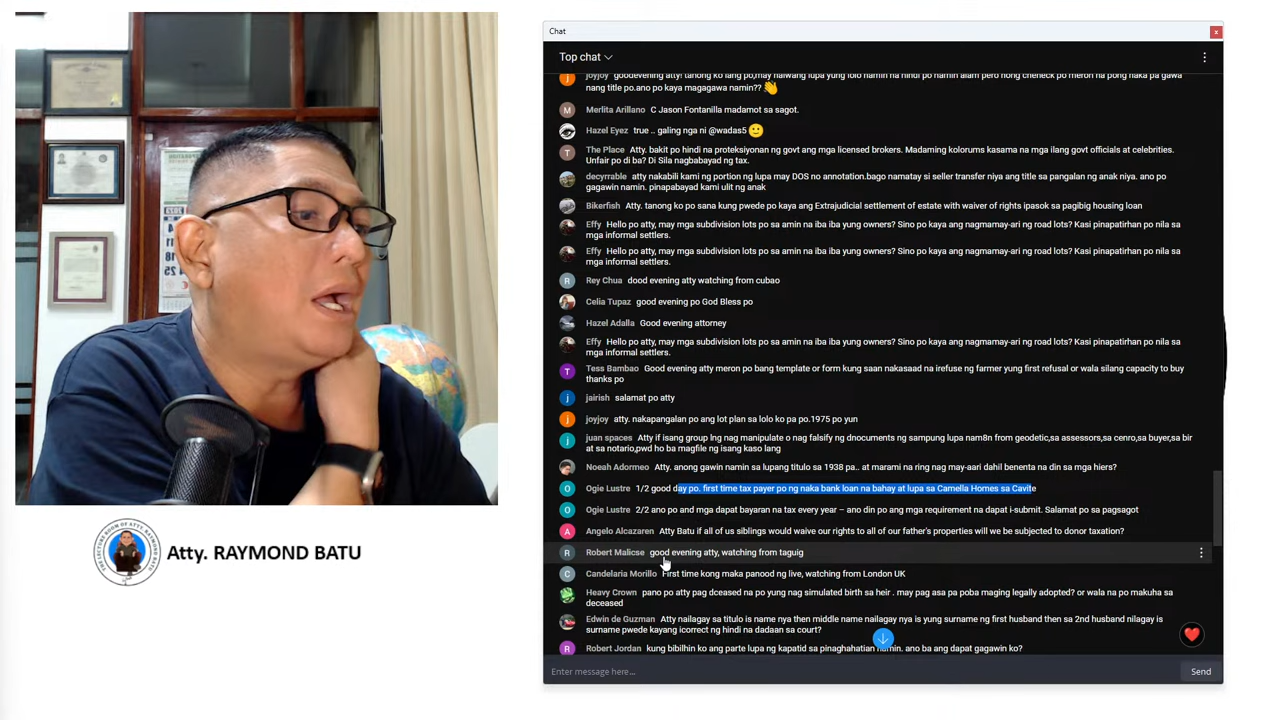 Chat
x
Top chat
joyjoy goodevening atty! tanong ko lang po,may naiwang lupa yung lolo namin na hindi po namin alam pero nong cheneck po meron na pong naka pa gawa
nang title po.ano po kaya magagawa namin??
M Merlita Arillano C Jason Fontanilla madamot sa sagot.
Hazel Eyez true .. galing nga ni @wadas5
T The Place Atty. bakit po hindi na proteksiyonan ng govt ang mga licensed brokers. Madaming kolorums kasama na mga ilang govt officials at celebrities.
Unfair po di ba? Di Sila nagbabayad ng tax.
decyrrable atty nakabili kami ng portion ng lupa may DOS no annotation.bago namatay si seller transfer niya ang title sa pangalan ng anak niya. ano po
gagawin namin. pinapabayad kami ulit ng anak
Bikerfish Atty. tanong ko po sana kung pwede po kaya ang Extrajudicial settlement of estate with waiver of rights ipasok sa pagibig housing loan
Effy Hello po atty, may mga subdivision lots po sa amin na iba iba yung owners? Sino po kaya ang nagmamay-ari ng road lots? Kasi pinapatirhan po nila sa
mga informal settlers.
Effy Hello po atty, may mga subdivision lots po sa amin na iba iba yung owners? Sino po kaya ang nagmamay-ari ng road lots? Kasi pinapatirhan po nila sa
mga informal settlers.
R Rey Chua dood evening atty watching from cubao
Celia Tupaz good evening po God Bless po
Hazel Adalla Good evening attorney
Effy Hello po atty, may mga subdivision lots po sa amin na iba iba yung owners? Sino po kaya ang nagmamay-ari ng road lots? Kasi pinapatirhan po nila sa
mga informal settlers.
T Tess Bambao Good evening atty meron po bang template or form kung saan nakasaad na irefuse ng farmer yung first refusal or wala silang capacity to buy
thanks po
j jairish salamat po atty
j joyjoy atty. nakapangalan po ang lot plan sa lolo ko pa po.1975 po yun
juan spaces Atty if isang group lng nag manipulate o nag falsify ng dnocuments ng sampung lupa nam8n from geodetic,sa assessors,sa cenro,sa buyer,sa bir
at sa notario,pwd ho ba magfile ng isang kaso lang
Noeah Adormeo Atty. anong gawin namin sa lupang titulo sa 1938 pa.. at marami na ring nag may-aari dahil benenta na din sa mga hiers?
O Ogie Lustre 1/2 good day po. first time tax payer po ng naka bank loan na bahay at lupa sa Camella Homes sa Cavite
O Ogie Lustre 2/2 ano po and mga dapat bayaran na tax every year – ano din po ang mga requirement na dapat i-submit. Salamat po sa pagsagot
A Angelo Alcazaren Atty Batu if all of us siblings would waive our rights to all of our father's properties will we be subjected to donor taxation?
R Robert Malicse good evening atty, watching from taguig
C Candelaria Morillo First time kong maka panood ng live, watching from London UK
Heavy Crown pano po atty pag dceased na po yung nag simulated birth sa heir . may pag asa pa poba maging legally adopted? or wala na po makuha sa
deceased
Edwin de Guzman Atty nailagay sa titulo is name nya then middle name nailagay nya is yung surname ng first husband then sa 2nd husband nilagay is
surname pwede kayang icorrect ng hindi na dadaan sa court?
R Robert Jordan kung bibilhin ko ang parte lupa ng kapatid sa pinaghahatian namin. ano ba ang dapat gagawin ko?
Enter message here...
Send
Atty. RAYMOND BATU